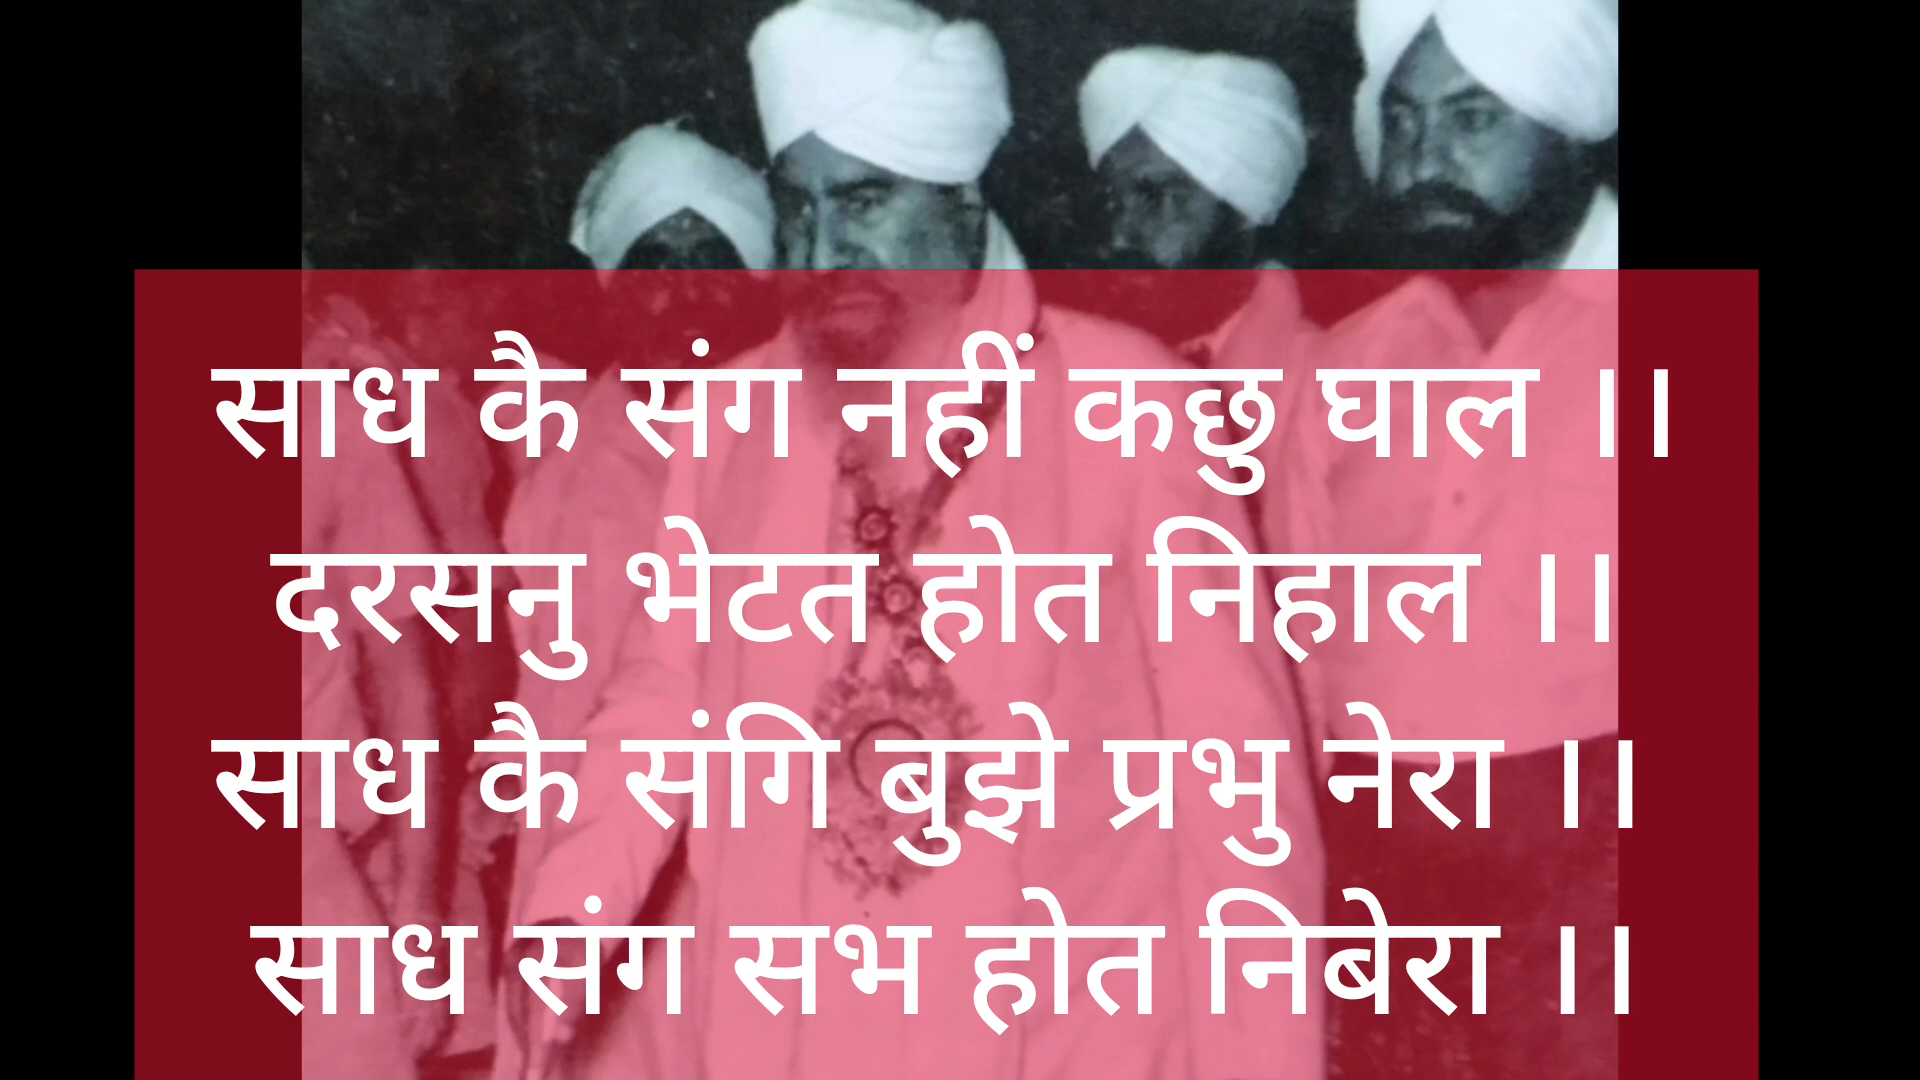 साध कै संग नहीं कछु घाल ।।
दरसनु भेटत होत निहाल ।।
साध कै संगि बुझे प्रभु नेरा ।।
साध संग सभ होत निबेरा ।।